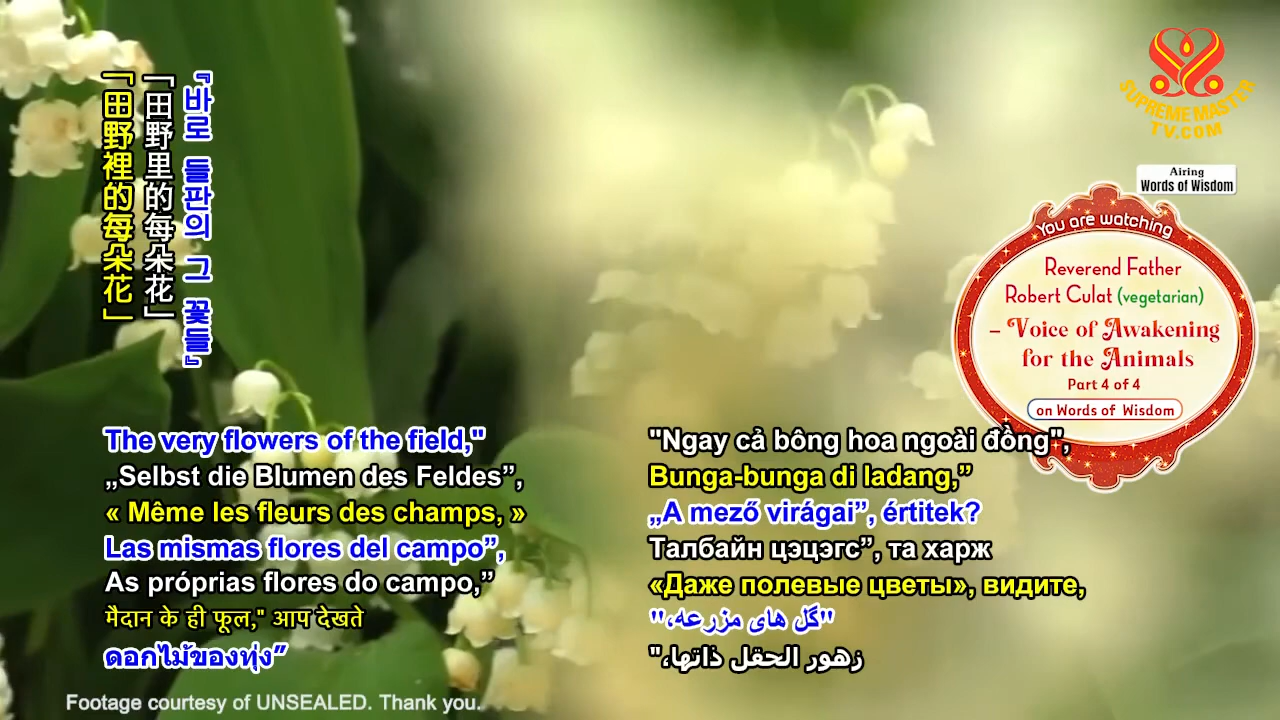 『바로 들판의 그 꽃들』
「田野里的每朵花」
「田野裡的每朵花」
SUPREME MASTER
TV.COM
Airing
Words of Wisdom
You are watching
Reverend Father
Robert Culat (vegetarian)
– Voice of Awakening
for the Animals
Part 4 of 4
on Words of Wisdom
The very flowers of the field,"
„Selbst die Blumen des Feldes”,
« Même les fleurs des champs, »
Las mismas flores del campo”,
As próprias flores do campo,”
मैदान के ही फूल," आप देखते
ดอกไม้ของทุ่ง”
"Ngay cả bông hoa ngoài đồng",
Bunga-bunga di ladang,”
„A mező virágai”, értitek?
Талбайн цэцэгс”, та харж
«Даже полевые цветы», видите,
"گل های مزرعه،"
زهور الحقل ذاتها،"
Footage courtesy of UNSEALED. Thank you.